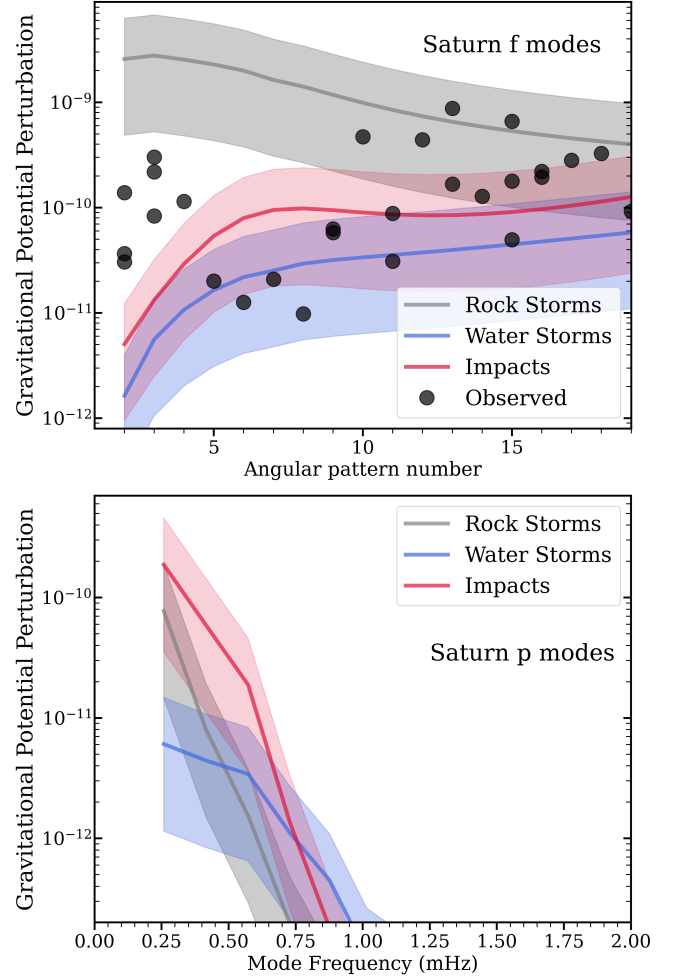 Gravitational Potential Perturbation
Saturn f modes
10⁻⁹
10⁻¹⁰
10⁻¹¹
10⁻¹²
Rock Storms
Water Storms
Impacts
Observed
5 10 15
Angular pattern number
Gravitational Potential Perturbation
Rock Storms
Water Storms
Impacts
Saturn p modes
10⁻¹⁰
10⁻¹¹
10⁻¹²
0.00 0.25 0.50 0.75 1.00 1.25 1.50 1.75 2.00
Mode Frequency (mHz)